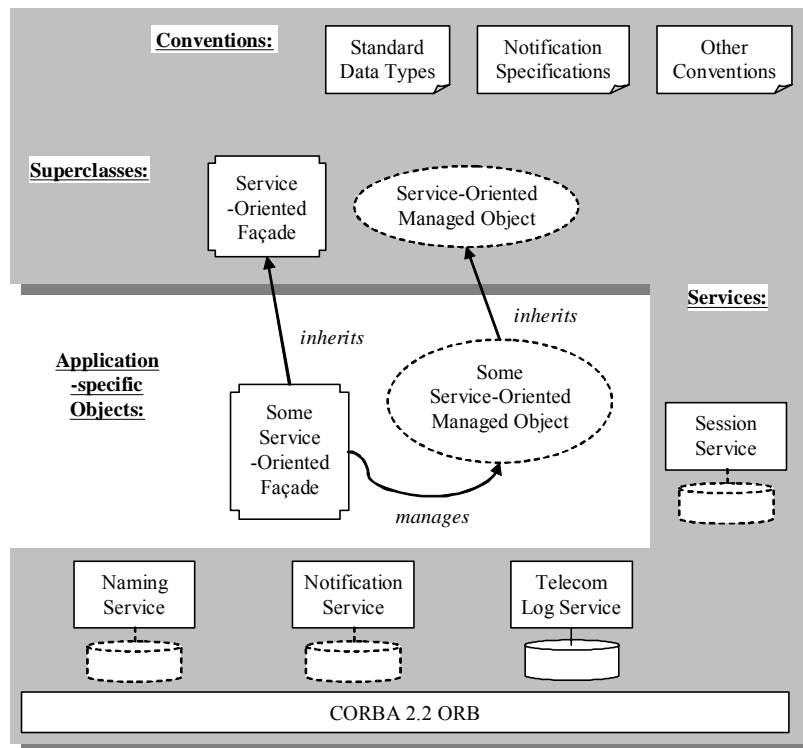 Conventions:
Standard
Data Types
Notification
Specifications
Other
Conventions
Superclasses:
Service
-Oriented
Façade
Service-Oriented
Managed Object
Services:
inherits
inherits
Application
-specific
Objects:
Some
Service
-Oriented
Façade
Some
Service-Oriented
Managed Object
manages
Session
Service
Naming
Service
Notification
Service
Telecom
Log Service
CORBA 2.2 ORB